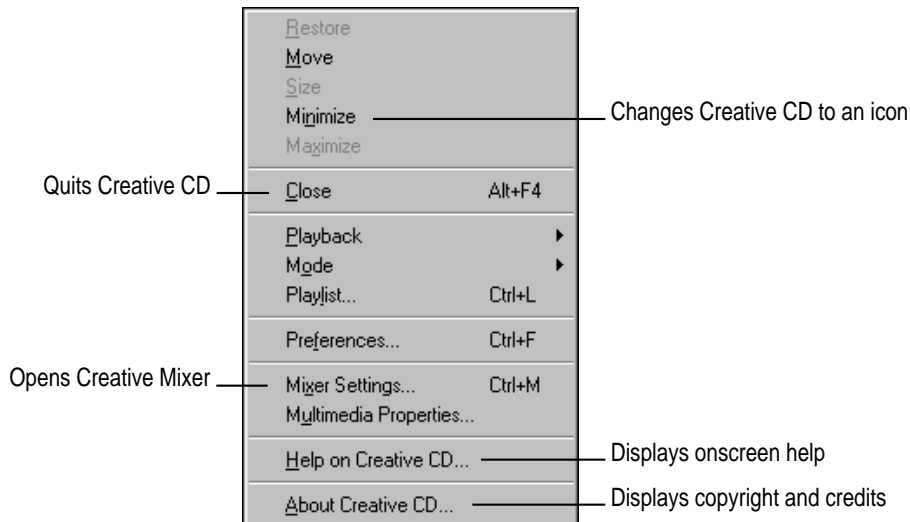 Restore
Move
Size
Minimize
Changes Creative CD to an icon
Maximize
Quits Creative CD
Close Alt+F4
Playback
Mode
Playlist... Ctrl+L
Preferences... Ctrl+F
Opens Creative Mixer
Mixer Settings... Ctrl+M
Multimedia Properties...
Help on Creative CD...
Displays onscreen help
About Creative CD...
Displays copyright and credits